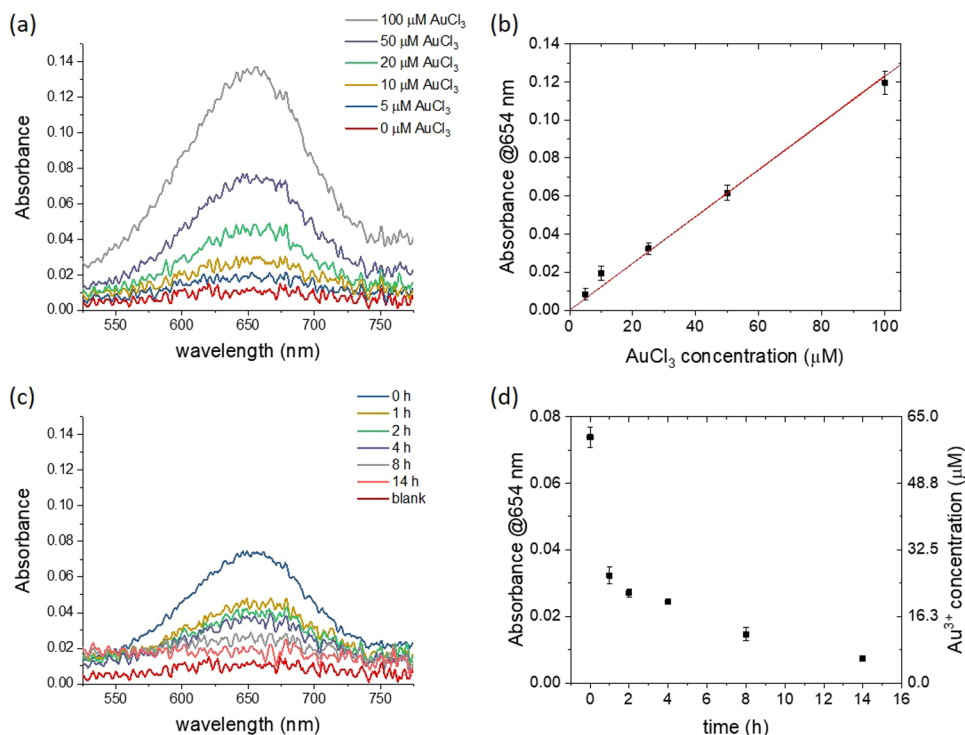 (a)
100 μM AuCl₃
50 μM AuCl₃
20 μM AuCl₃
10 μM AuCl₃
5 μM AuCl₃
0 μM AuCl₃
0.14
0.12
0.10
0.08
0.06
0.04
0.02
0.00
Absorbance
550 600 650 700 750
wavelength (nm)
(b)
0.14
0.12
0.10
0.08
0.06
0.04
0.02
0.00
Absorbance @654 nm
0 20 40 60 80 100
AuCl₃ concentration (μM)
(c)
0 h
1 h
2 h
4 h
8 h
14 h
blank
0.14
0.12
0.10
0.08
0.06
0.04
0.02
0.00
Absorbance
550 600 650 700 750
wavelength (nm)
(d)
0.08
0.06
0.04
0.02
0.00
Absorbance @654 nm
65.0
48.8
32.5
16.3
0.0
Au³⁺ concentration (μM)
0 2 4 6 8 10 12 14 16
time (h)